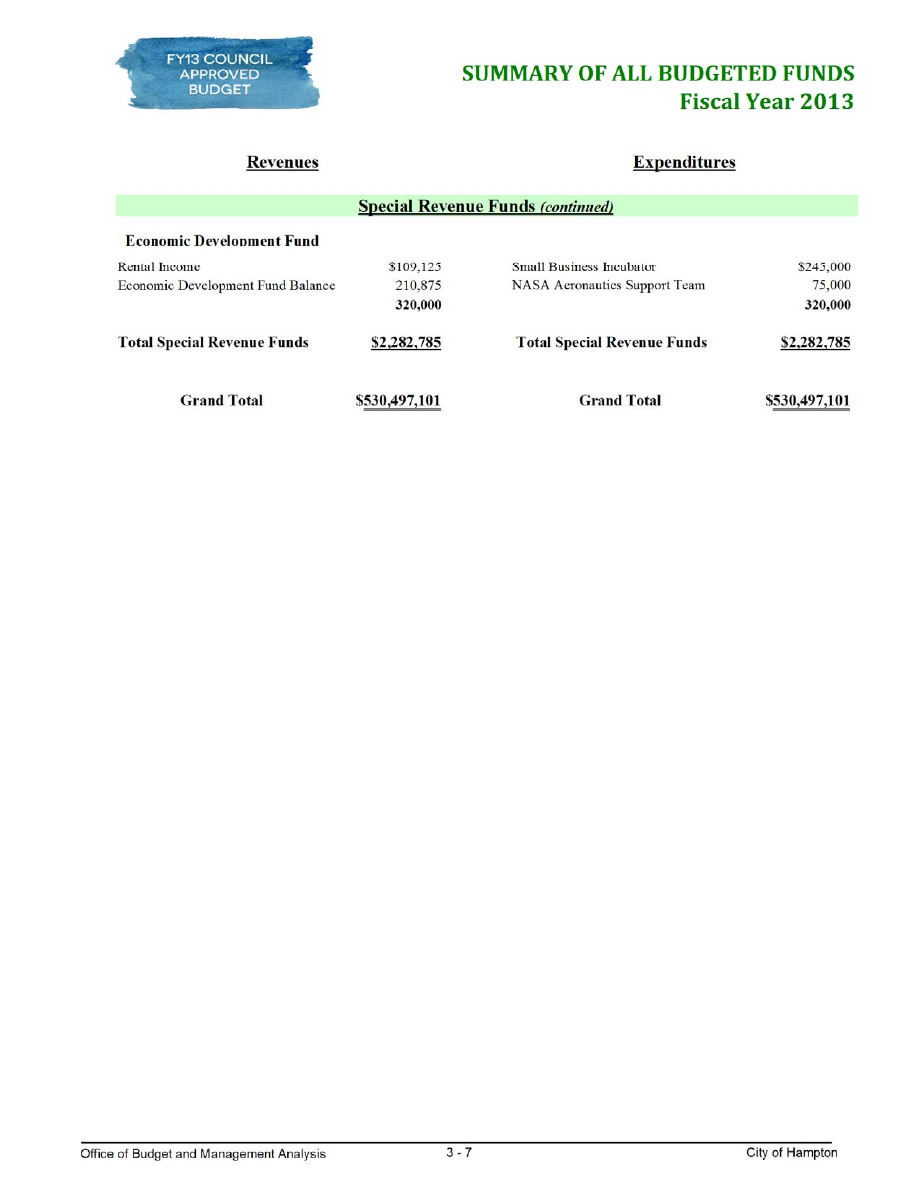 FY13 COUNCIL
APPROVED
BUDGET
SUMMARY OF ALL BUDGETED FUNDS
Fiscal Year 2013
Revenues Expenditures
Special Revenue Funds (continued)
Economic Development Fund
Rental Income $109,125 Small Business Incubator $245,000
Economic Development Fund Balance 210,875 NASA Aeronautics Support Team 75,000
320,000 320,000
Total Special Revenue Funds $2,282,785 Total Special Revenue Funds $2,282,785
Grand Total $530,497,101 Grand Total $530,497,101
Office of Budget and Management Analysis 3 - 7 City of Hampton